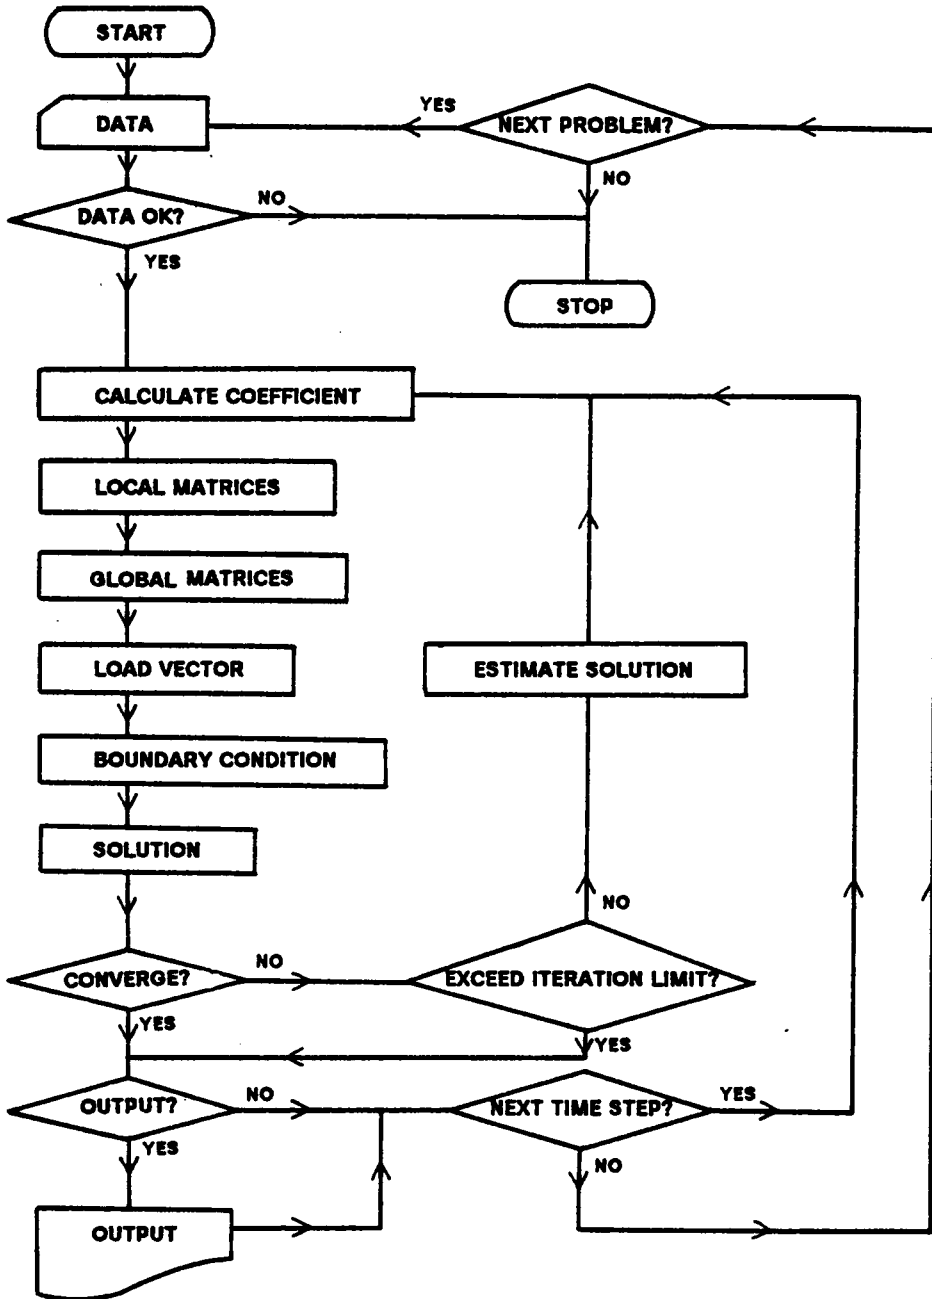 START
DATA
YES
NEXT PROBLEM?
NO
DATA OK?
NO
YES
STOP
CALCULATE COEFFICIENT
LOCAL MATRICES
GLOBAL MATRICES
LOAD VECTOR
ESTIMATE SOLUTION
BOUNDARY CONDITION
SOLUTION
NO
CONVERGE?
NO
EXCEED ITERATION LIMIT?
YES
YES
OUTPUT?
NO
NEXT TIME STEP?
YES
YES
NO
OUTPUT